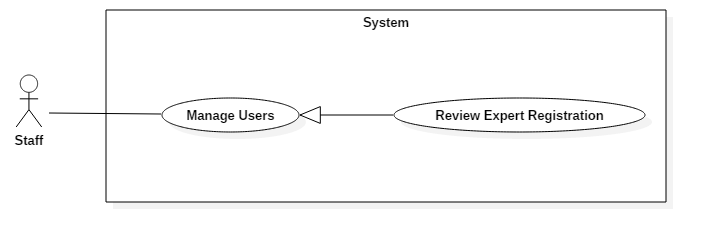 System
Manage Users
Review Expert Registration
Staff